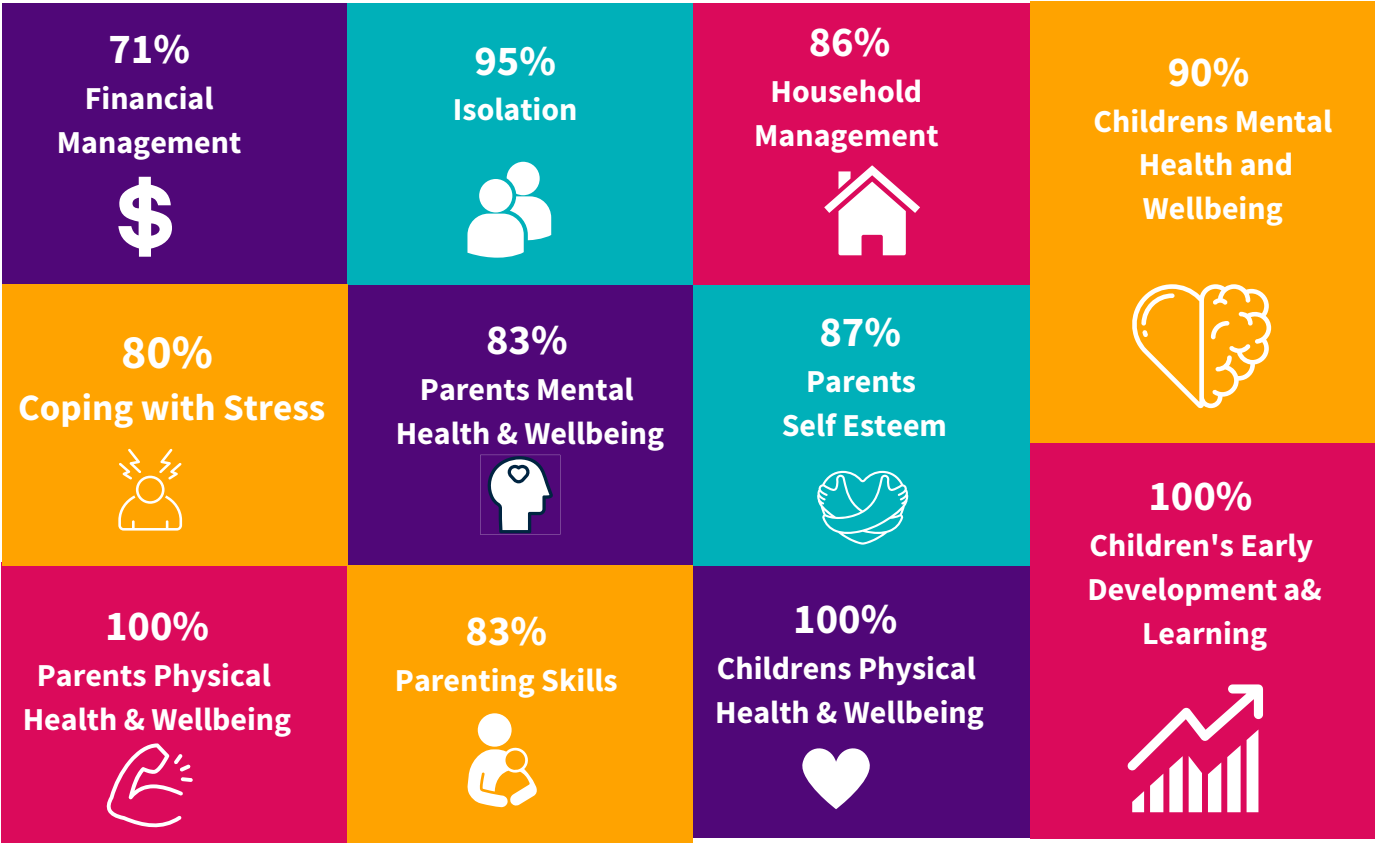 71%
Financial
Management
95%
Isolation
86%
Household
Management
90%
Childrens Mental
Health and
Wellbeing
80%
Coping with Stress
83%
Parents Mental
Health & Wellbeing
87%
Parents
Self Esteem
100%
Children's Early
Development a&
Learning
100%
Parents Physical
Health & Wellbeing
83%
Parenting Skills
100%
Childrens Physical
Health & Wellbeing